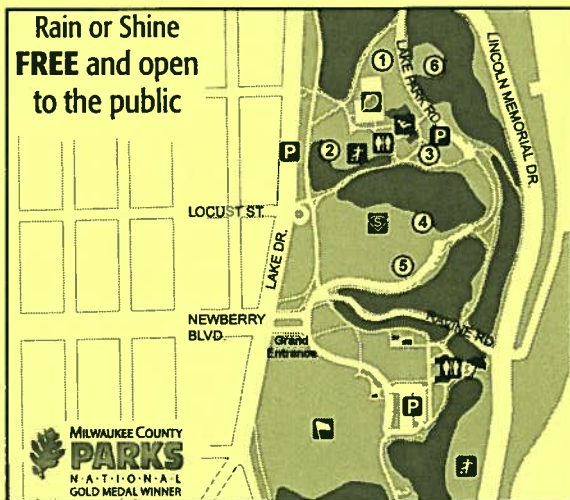 Rain or Shine
FREE and open
to the public
1
6
LAKE PARK RD.
LINCOLN MEMORIAL DR.
P
2
3
P
LOCUST ST.
S
4
LAKE DR.
5
NEWBERRY
BLVD.
RAVINE RD.
Grand
Entrance
P
MILWAUKEE COUNTY
PARKS
NATIONAL
GOLD MEDAL WINNER